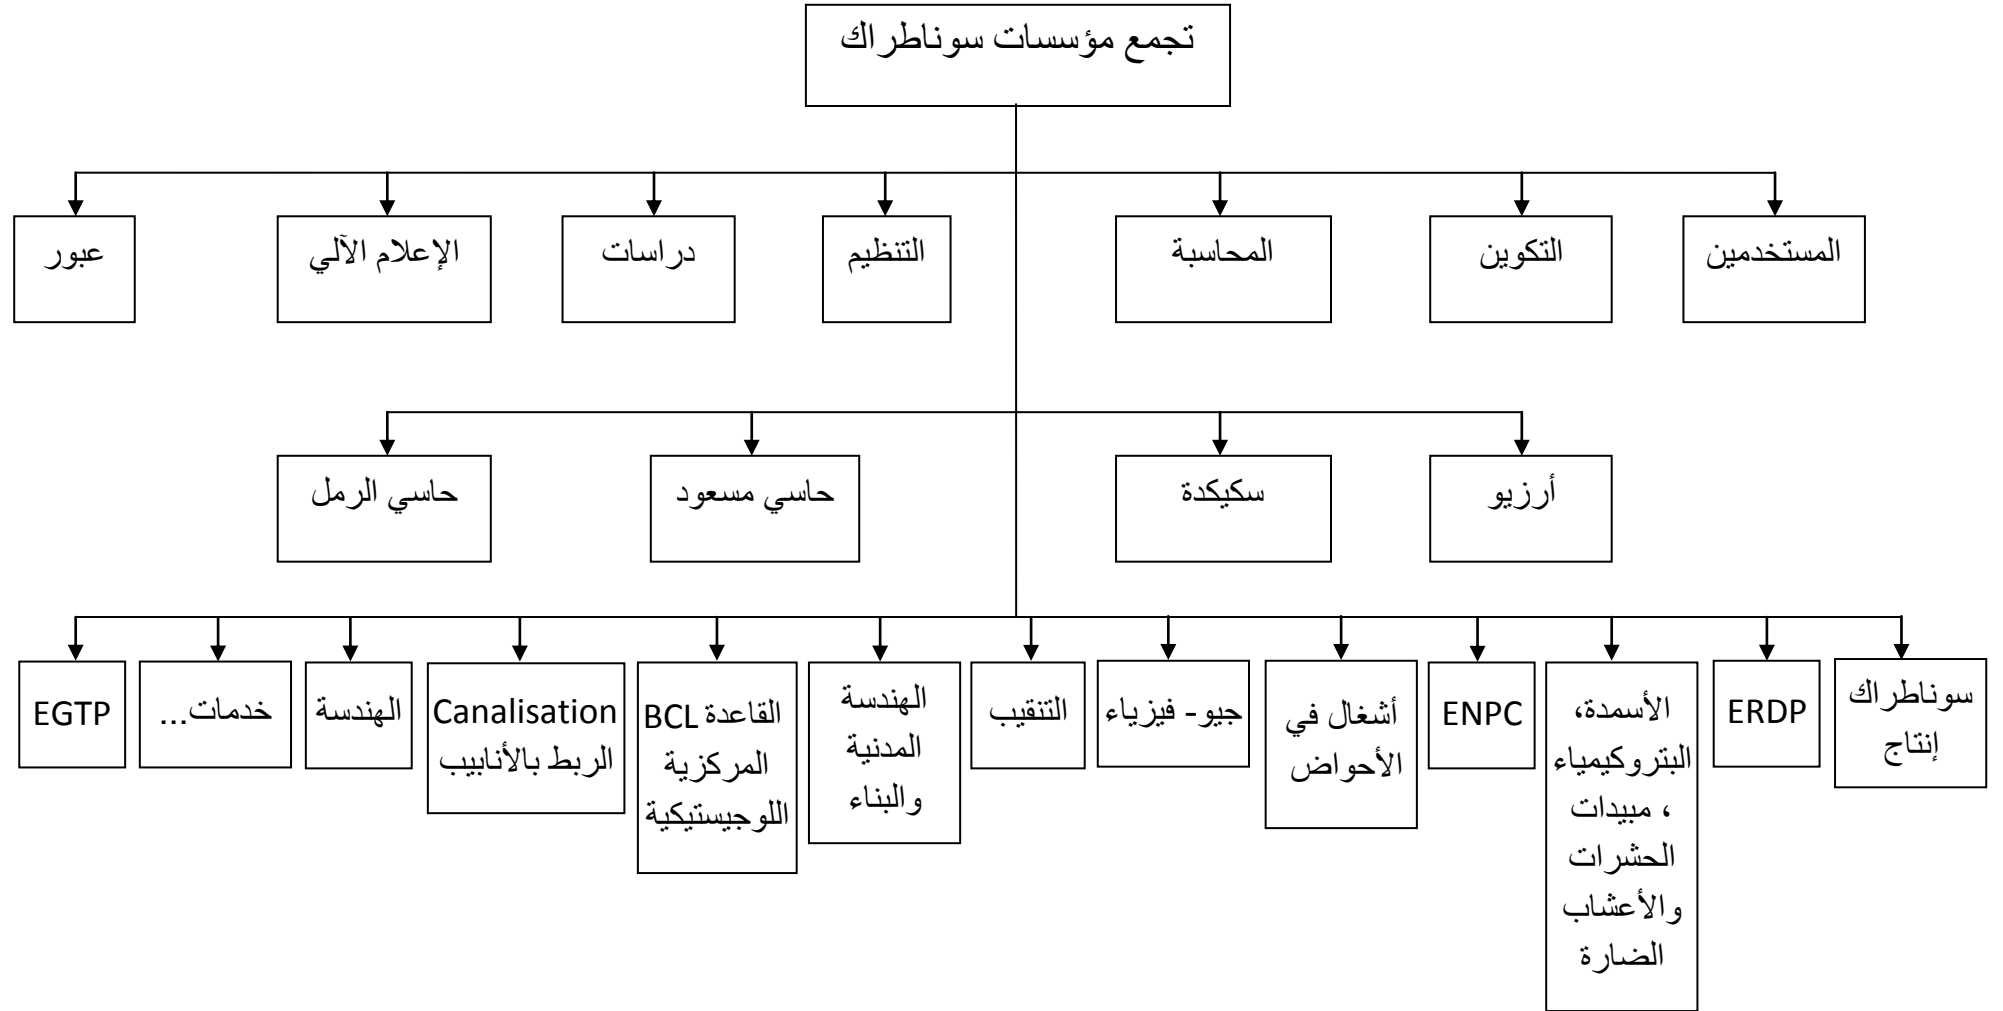 تجمع مؤسسات سوناطراك
المستخدمين
التكوين
المحاسبة
التنظيم
دراسات
الإعلام الآلي
عبور
أرزيو
سكيكدة
حاسي مسعود
حاسي الرمل
سوناطراك
إنتاج
ERDP
الأسمدة،
البتروكيمياء
، مبيدات
الحشرات
والأعشاب
الضارة
ENPC
أشغال في
الأحواض
جيو- فيزياء
التنقيب
الهندسة
المدنية
والبناء
القاعدة BCL
المركزية
اللوجيستيكية
Canalisation
الربط بالأنابيب
الهندسة
خدمات...
EGTP